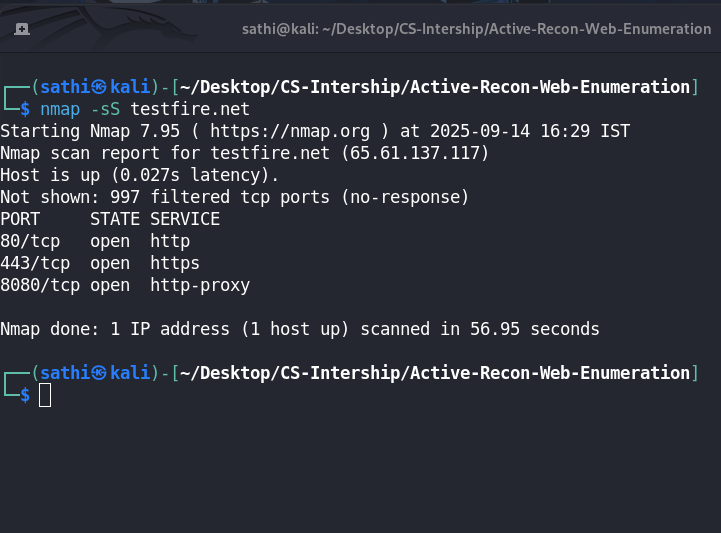 sathi@kali: ~/Desktop/CS-Intership/Active-Recon-Web-Enumeration
┌──(sathi㉿kali)-[~/Desktop/CS-Intership/Active-Recon-Web-Enumeration]
└─$ nmap -sS testfire.net
Starting Nmap 7.95 ( https://nmap.org ) at 2025-09-14 16:29 IST
Nmap scan report for testfire.net (65.61.137.117)
Host is up (0.027s latency).
Not shown: 997 filtered tcp ports (no-response)
PORT     STATE SERVICE
80/tcp   open  http
443/tcp  open  https
8080/tcp open  http-proxy
Nmap done: 1 IP address (1 host up) scanned in 56.95 seconds
┌──(sathi㉿kali)-[~/Desktop/CS-Intership/Active-Recon-Web-Enumeration]
└─$